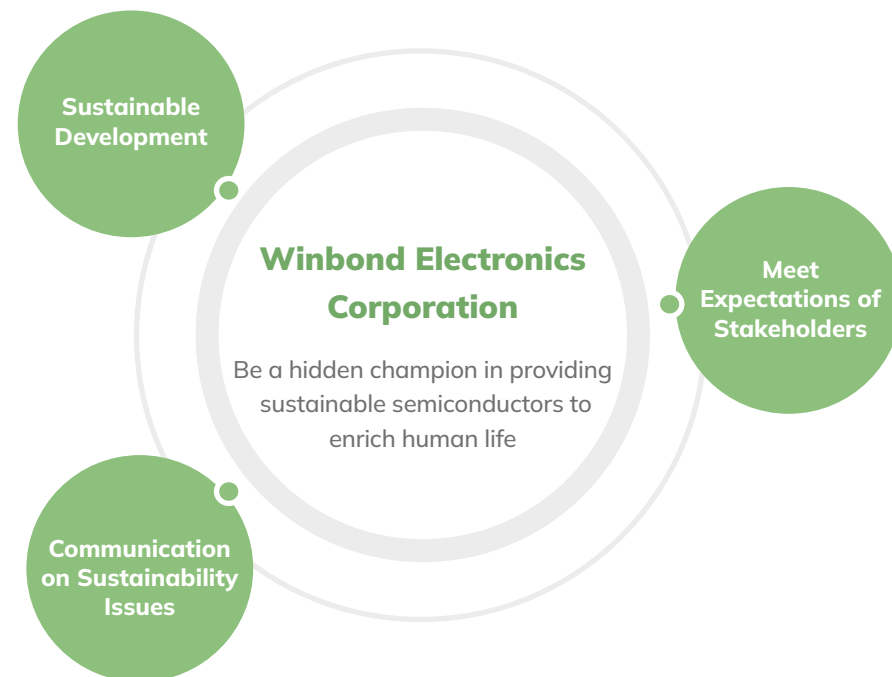 Sustainable
Development
Winbond Electronics
Corporation
Be a hidden champion in providing
sustainable semiconductors to
enrich human life
Meet
Expectations of
Stakeholders
Communication
on Sustainability
Issues